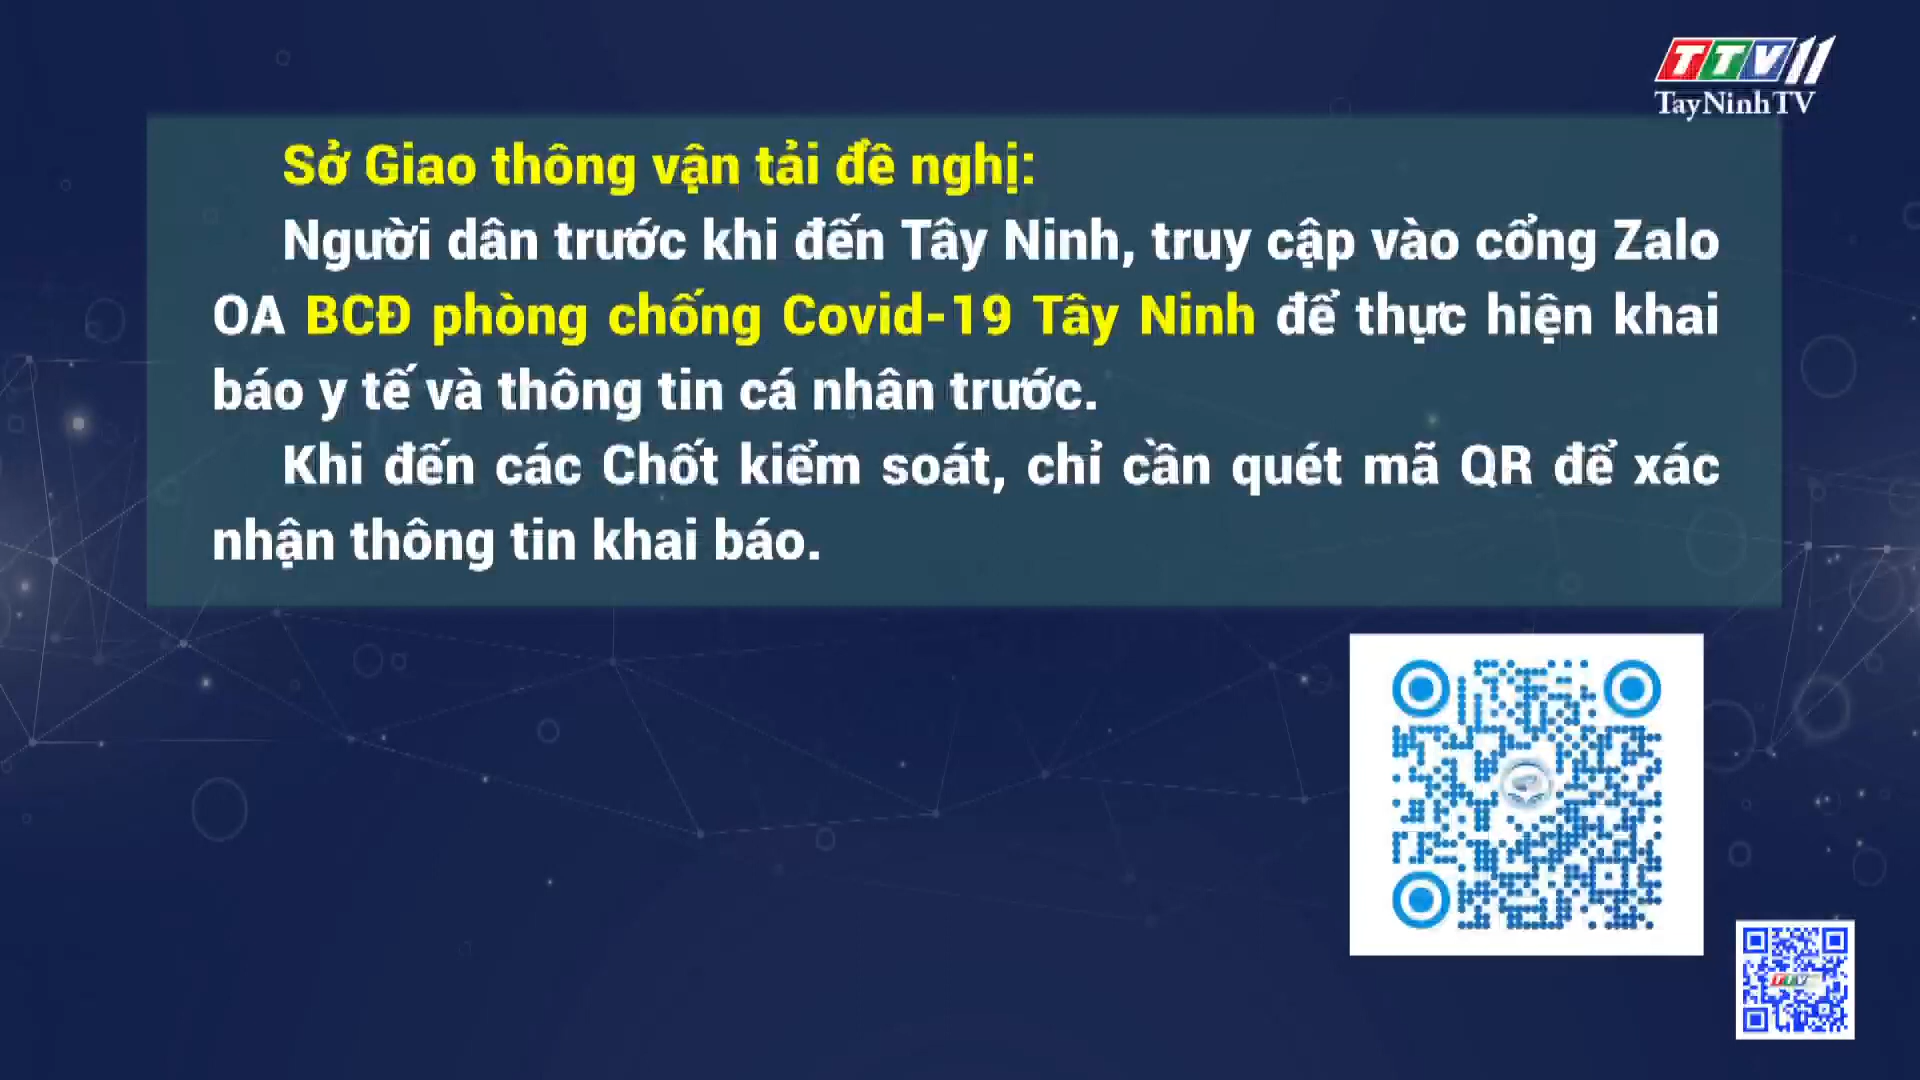 TTV11
TayNinhTV
Sở Giao thông vận tải đề nghị:
Người dân trước khi đến Tây Ninh, truy cập vào cổng Zalo
OA BCĐ phòng chống Covid-19 Tây Ninh để thực hiện khai
báo y tế và thông tin cá nhân trước.
Khi đến các Chốt kiểm soát, chỉ cần quét mã QR để xác
nhận thông tin khai báo.
TTV